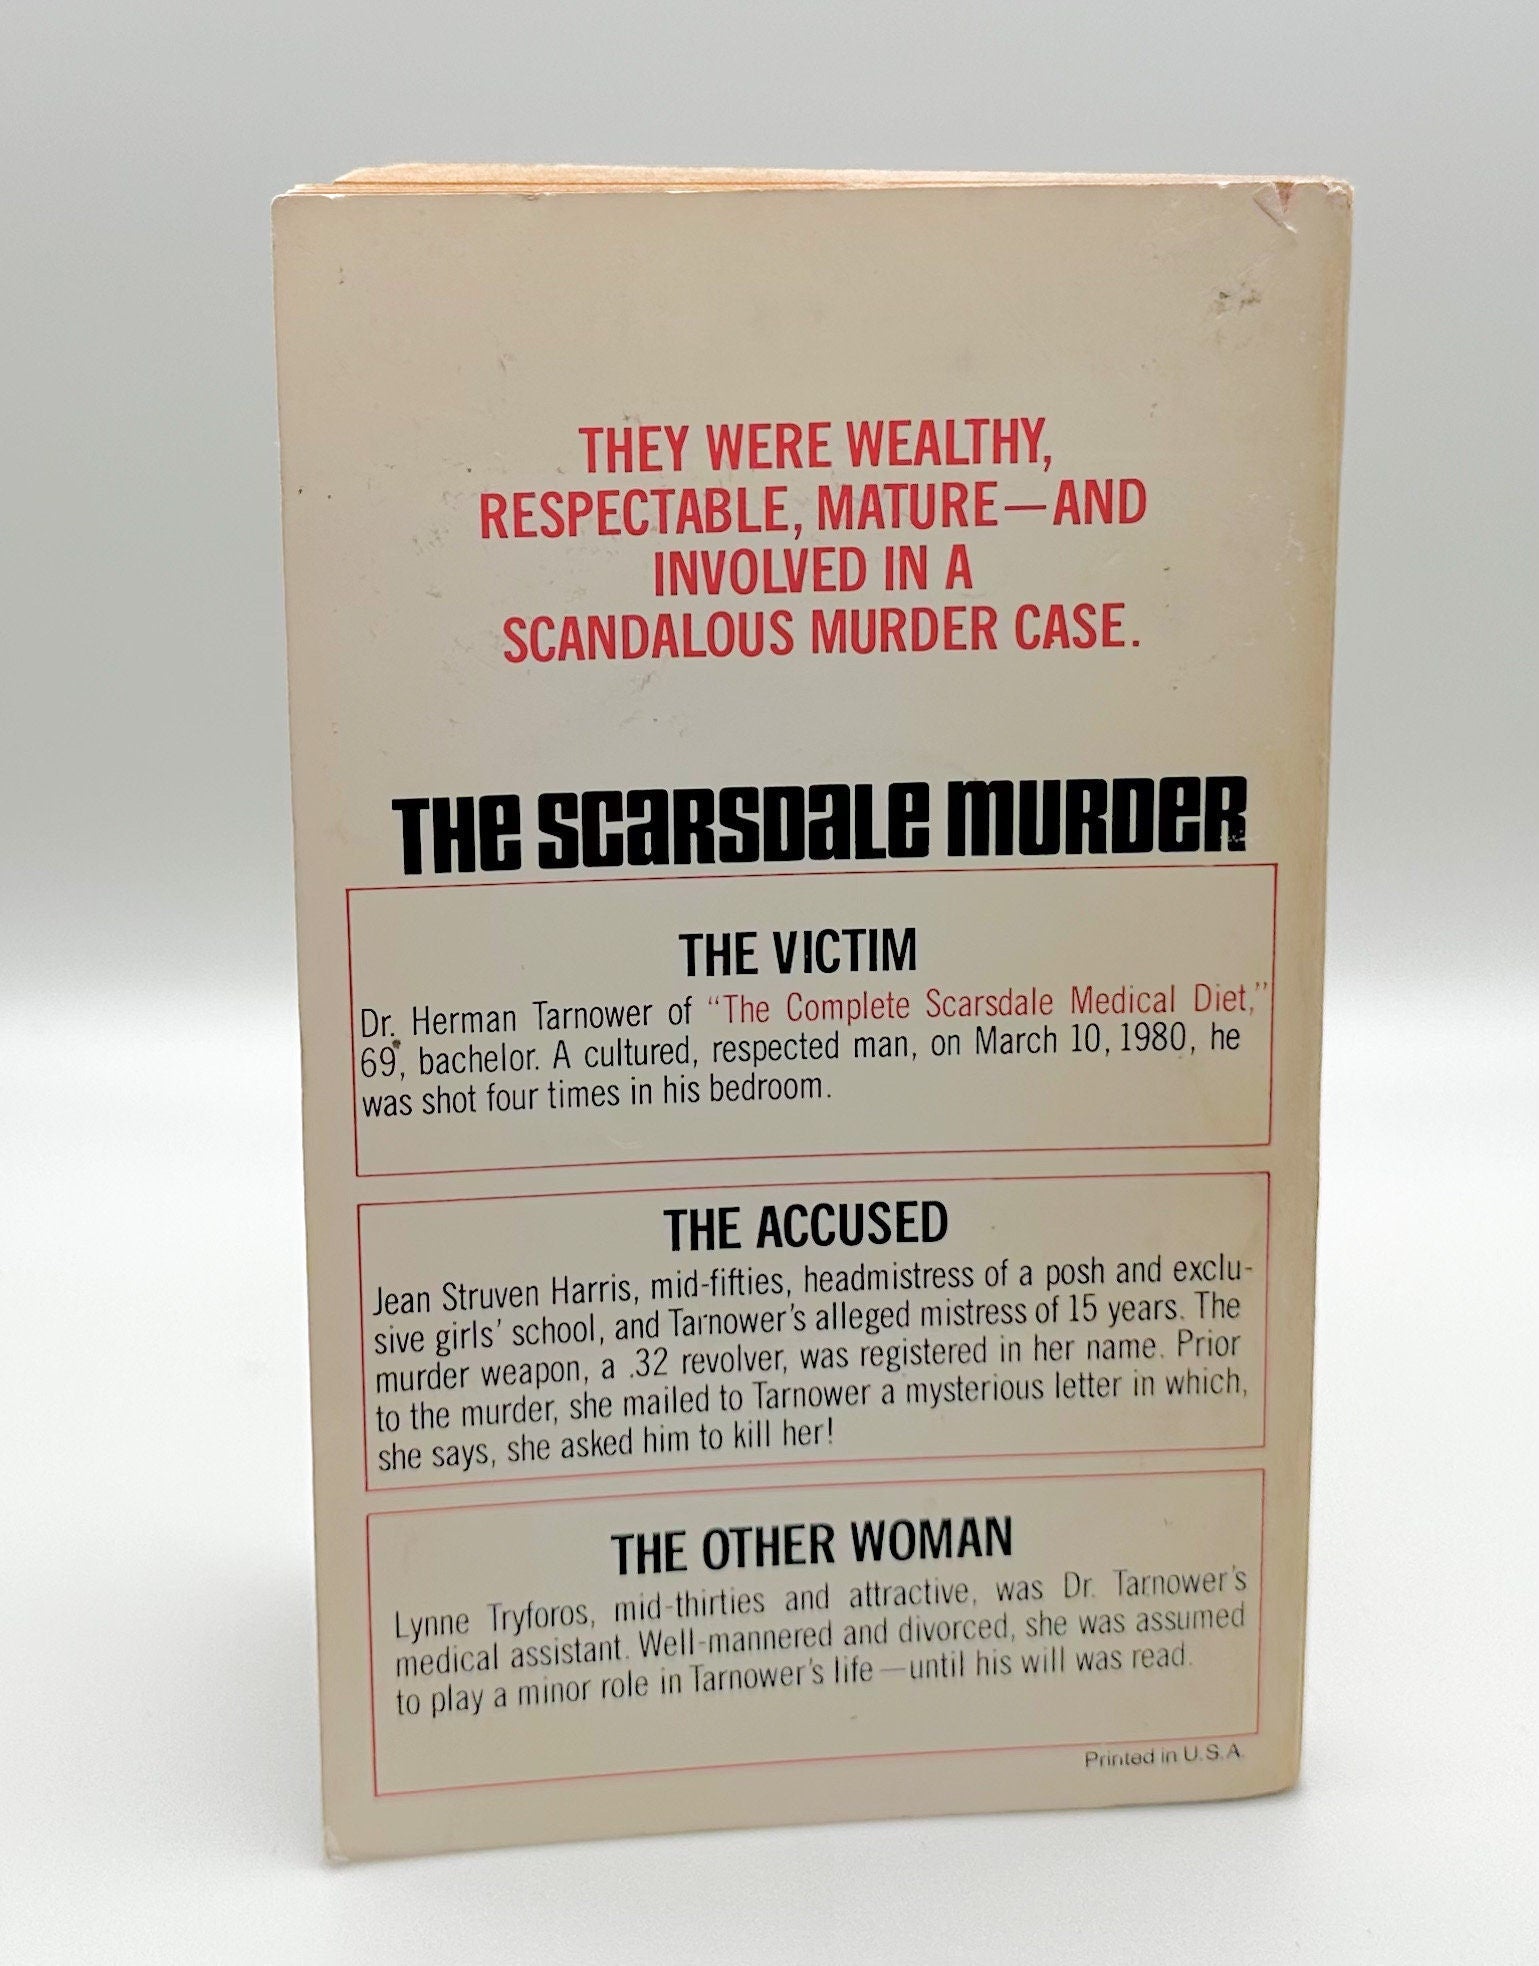 THEY WERE WEALTHY,
RESPECTABLE, MATURE—AND
INVOLVED IN A
SCANDALOUS MURDER CASE.
THE SCARSDALE MURDER
THE VICTIM
Dr. Herman Tarnower of “The Complete Scarsdale Medical Diet,”
69, bachelor. A cultured, respected man, on March 10, 1980, he
was shot four times in his bedroom.
THE ACCUSED
Jean Struven Harris, mid-fifties, headmistress of a posh and exclu-
sive girls’ school, and Tarnower’s alleged mistress of 15 years. The
murder weapon, a .32 revolver, was registered in her name. Prior
to the murder, she mailed to Tarnower a mysterious letter in which,
she says, she asked him to kill her!
THE OTHER WOMAN
Lynne Tryforos, mid-thirties and attractive, was Dr. Tarnower’s
medical assistant. Well-mannered and divorced, she was assumed
to play a minor role in Tarnower’s life—until his will was read.
Printed in U.S.A.